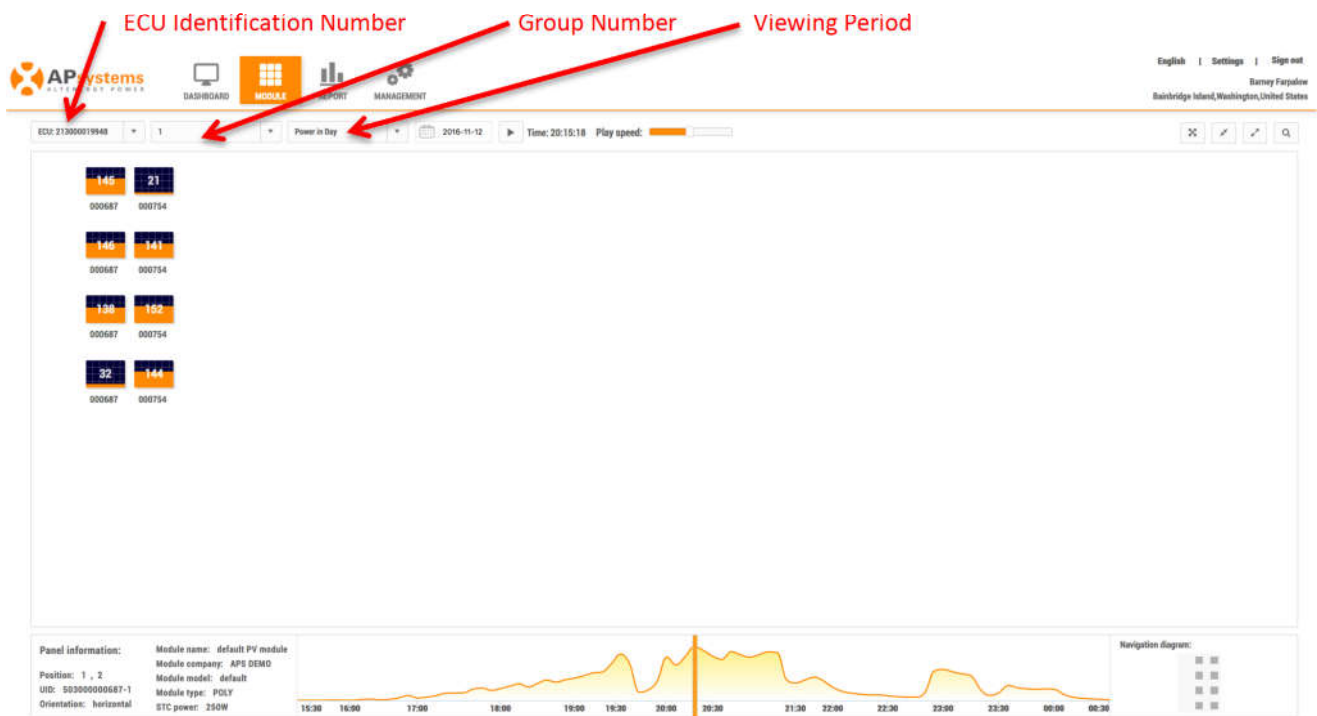 ECU Identification Number Group Number Viewing Period
English | Settings | Sign out
APsystems
ALTENERGY POWER
DASHBOARD MODULE REPORT MANAGEMENT
Barney Farpalow
Bainbridge Island,Washington,United States
ECU: 213000019948 1 Power in Day 2016-11-12 Time: 20:15:18 Play speed:
145 21
000687 000754
146 141
000687 000754
138 152
000687 000754
32 144
000687 000754
Panel information:
Position: 1 , 2
UID: 503000000687-1
Orientation: horizontal
Module name: default PV module
Module company: APS DEMO
Module model: default
Module type: POLY
STC power: 250W
15:30 16:00 17:00 18:00 19:00 19:30 20:00 20:30 21:30 22:00 22:30 23:00 23:30 00:00 00:30
Navigation diagram: